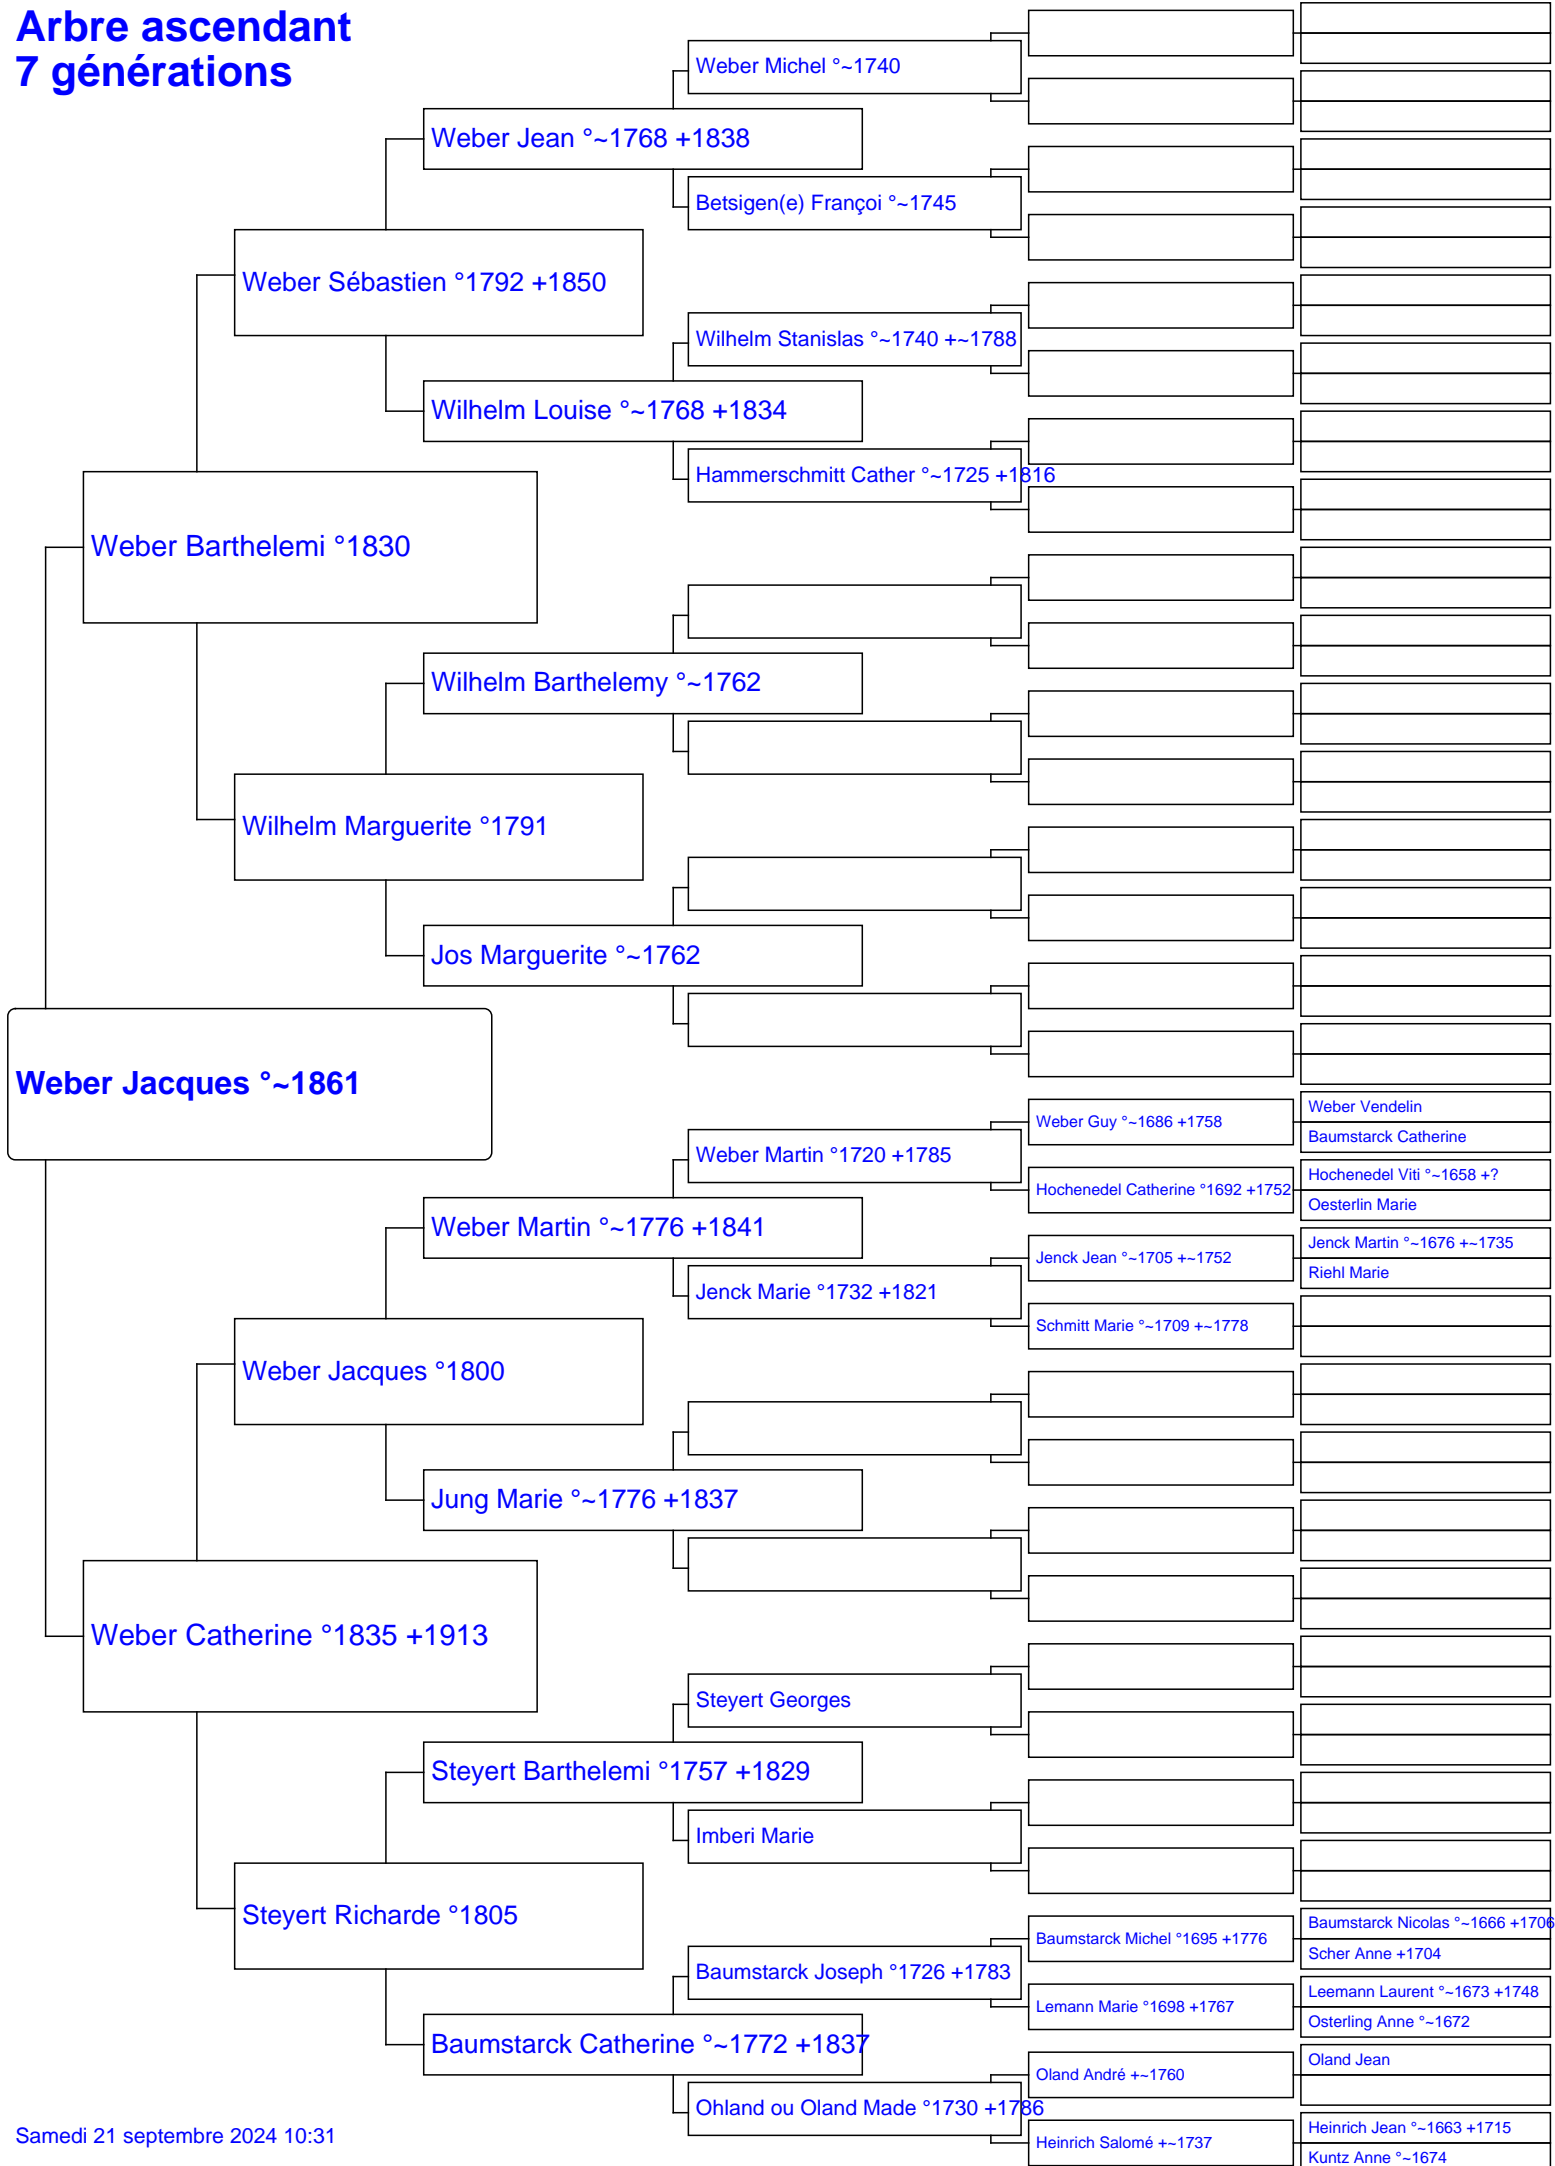 Arbre ascendant
7 générations
Weber Michel °~1740
Weber Jean °~1768 +1838
Betsigen(e) Françoi °~1745
Weber Sébastien °1792 +1850
Wilhelm Stanislas °~1740 +~1788
Wilhelm Louise °~1768 +1834
Hammerschmitt Cather °~1725 +1816
Weber Barthelemi °1830
Wilhelm Barthelemy °~1762
Wilhelm Marguerite °1791
Jos Marguerite °~1762
Weber Jacques °~1861
Weber Vendelin
Weber Guy °~1686 +1758
Baumstarck Catherine
Weber Martin °1720 +1785
Hochenedel Viti °~1658 +?
Hochenedel Catherine °1692 +1752
Oesterlin Marie
Weber Martin °~1776 +1841
Jenck Martin °~1676 +~1735
Jenck Jean °~1705 +~1752
Riehl Marie
Jenck Marie °1732 +1821
Schmitt Marie °~1709 +~1778
Weber Jacques °1800
Jung Marie °~1776 +1837
Weber Catherine °1835 +1913
Steyert Georges
Steyert Barthelemi °1757 +1829
Imberi Marie
Steyert Richarde °1805
Baumstarck Nicolas °~1666 +1706
Baumstarck Michel °1695 +1776
Scher Anne +1704
Baumstarck Joseph °1726 +1783
Leemann Laurent °~1673 +1748
Lemann Marie °1698 +1767
Osterling Anne °~1672
Baumstarck Catherine °~1772 +1837
Oland Jean
Oland André +~1760
Ohland ou Oland Made °1730 +1786
Heinrich Jean °~1663 +1715
Heinrich Salomé +~1737
Kuntz Anne °~1674
Samedi 21 septembre 2024 10:31